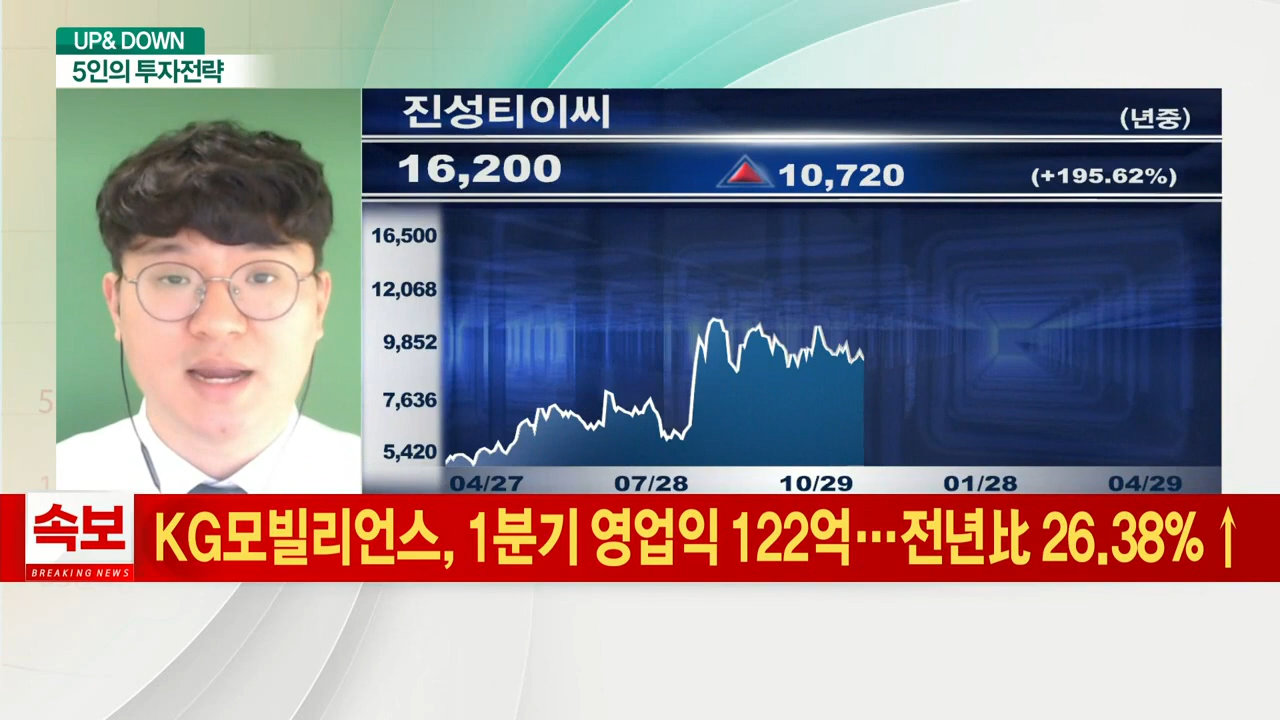 UP& DOWN
5인의 투자전략
진성티이씨
(년중)
16,200
10,720
(+195.62%)
16,500
12,068
9,852
7,636
5,420
04/27
07/28
10/29
01/28
04/29
5
1
속보
BREAKING NEWS
KG모빌리언스, 1분기 영업익 122억…전년比 26.38%↑